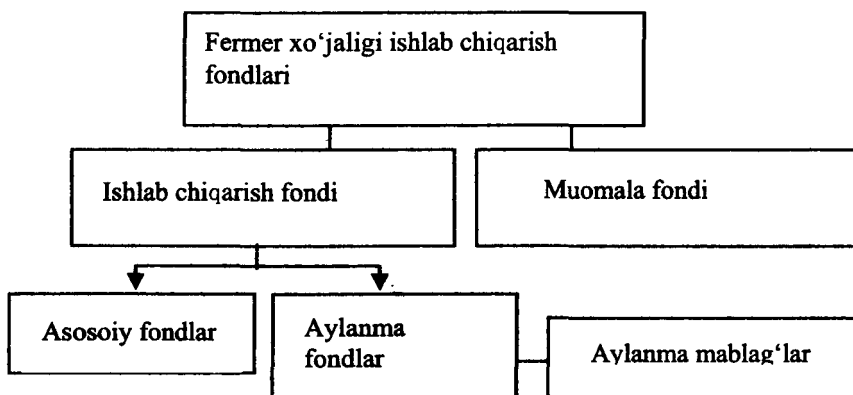 Fermer xo‘jaligi ishlab chiqarish
fondlari
Ishlab chiqarish fondi
Muomala fondi
Asosoiy fondlar
Aylanma
fondlar
Aylanma mablag‘lar